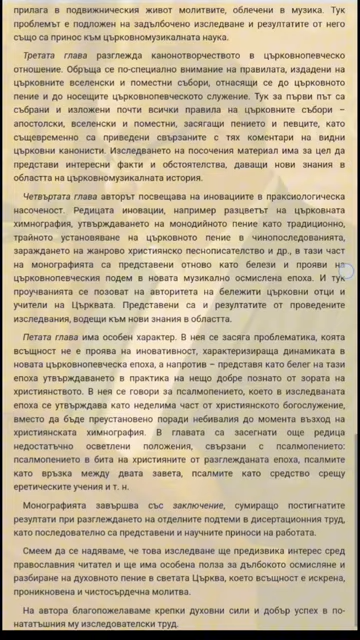 прилага в подвижническия живот молитвите, облечени в музика. Тук
проблемът е подложен на задълбочено изследване и резултатите от него
също са принос към църковномузикалната наука.
Третата глава разглежда канонотворчеството в църковнопевческо
отношение. Обръща се по-специално внимание на правилата, издадени на
църковните вселенски и поместни събори, отнасящи се до църковното
пение и до носещите църковнопевческото служение. Тук за първи път са
събрани и изложени почти всички правила на църковните събори –
апостолски, вселенски и поместни, засягащи пението и певците, като
същевременно са приведени свързаните с тях коментари на видни
църковни канонисти. Изследването на посочения материал има за цел да
представи интересни факти и обстоятелства, даващи нови знания в
областта на църковномузикалната история.
Четвъртата глава авторът посвещава на иновациите в праксиологическа
насоченост. Редицата иновации, например разцветът на църковната
химнография, утвърждаването на монодийното пение като традиционно,
трайното установяване на църковното пение в чинопоследованията,
зараждането на жанрово християнско песнописателство и др., в тази част
на монографията са представени отново като белези и прояви на
църковнопевческия подем в новата музикално осмислена епоха. И тук
проучванията се позовават на авторитета на бележити църковни отци и
учители на Църквата. Представени са и резултатите от проведените
изследвания, водещи към нови знания в областта.
Петата глава има особен характер. В нея се засяга проблематика, която
всъщност не е проява на иновативност, характеризираща динамиката в
новата църковнопевческа епоха, а напротив – представя като белег на тази
епоха утвърждаването в практика на нещо добре познато от зората на
християнството. В нея се говори за псалмопението, което в изследваната
епоха се утвърждава като неделима част от християнското богослужение,
вместо да бъде преустановено поради небивалия до момента възход на
християнската химнография. В главата са засегнати още редица
недостатъчно осветлени положения, свързани с псалмопението:
псалмопението в бита на християните от разглежданата епоха, псалмите
като връзка между двата завета, псалмите като средство срещу
еретическите учения и т. н.
Монографията завършва със заключение, сумиращо постигнатите
резултати при разглеждането на отделните подтеми в дисертационния труд,
като последователно са представени и научните приноси на работата.
Смеем да се надяваме, че това изследване ще предизвика интерес сред
православния читател и ще има особена полза за дълбокото осмисляне и
разбиране на духовното пение в светата Църква, което всъщност е искрена,
проникновена и чистосърдечна молитва.
На автора благопожелаваме крепки духовни сили и добър успех в по-
нататъшния му изследователски труд.